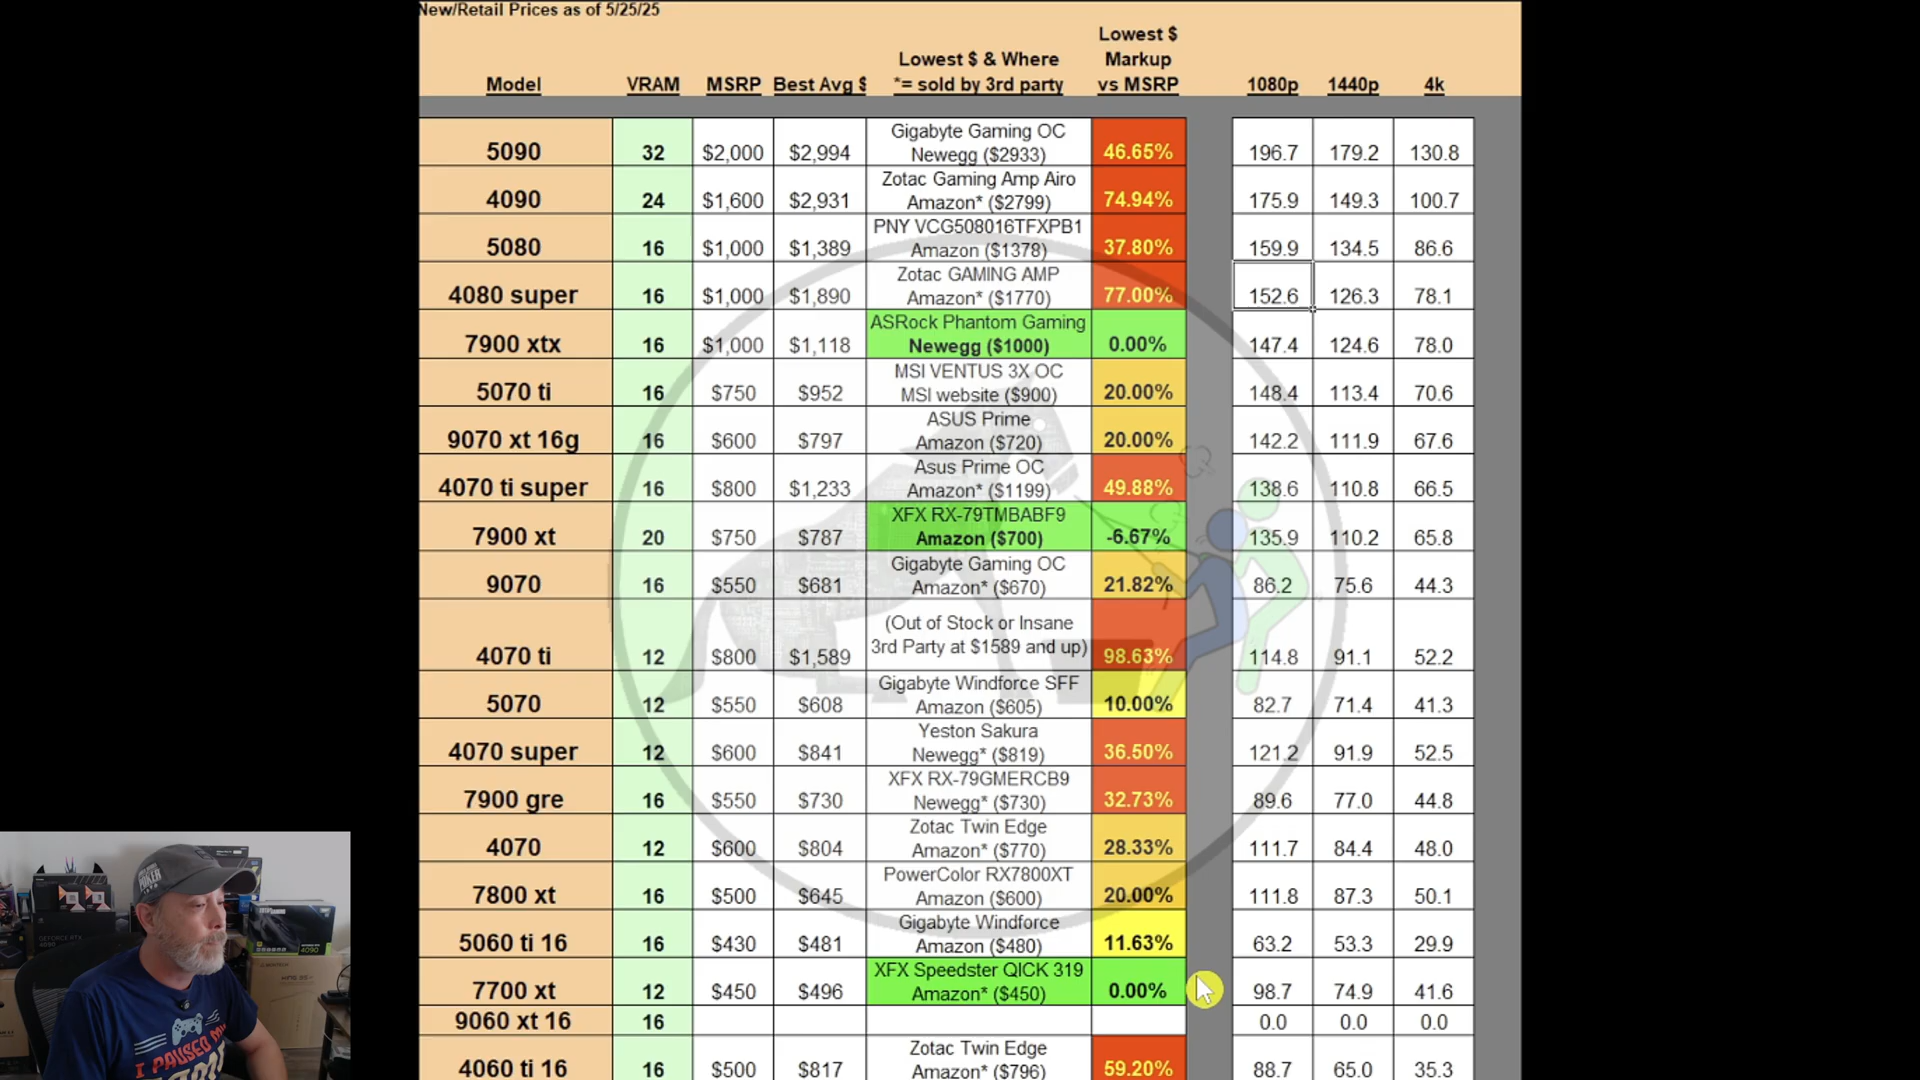 New/Retail Prices as of 5/25/25
Model VRAM MSRP Best Avg $ Lowest $ & Where *= sold by 3rd party Lowest $ Markup vs MSRP 1080p 1440p 4k
5090 32 $2,000 $2,994 Gigabyte Gaming OC Newegg ($2933) 46.65% 196.7 179.2 130.8
4090 24 $1,600 $2,931 Zotac Gaming Amp Airo Amazon* ($2799) 74.94% 175.9 149.3 100.7
5080 16 $1,000 $1,389 PNY VCG508016TFXPB1 Amazon ($1378) 37.80% 159.9 134.5 86.6
4080 super 16 $1,000 $1,890 Zotac GAMING AMP Amazon* ($1770) 77.00% 152.6 126.3 78.1
7900 xtx 16 $1,000 $1,118 ASRock Phantom Gaming Newegg ($1000) 0.00% 147.4 124.6 78.0
5070 ti 16 $750 $952 MSI VENTUS 3X OC MSI website ($900) 20.00% 148.4 113.4 70.6
9070 xt 16g 16 $600 $797 ASUS Prime Amazon ($720) 20.00% 142.2 111.9 67.6
4070 ti super 16 $800 $1,233 Asus Prime OC Amazon* ($1199) 49.88% 138.6 110.8 66.5
7900 xt 20 $750 $787 XFX RX-79TMBABF9 Amazon ($700) -6.67% 135.9 110.2 65.8
9070 16 $550 $681 Gigabyte Gaming OC Amazon* ($670) 21.82% 86.2 75.6 44.3
4070 ti 12 $800 $1,589 (Out of Stock or Insane 3rd Party at $1589 and up) 98.63% 114.8 91.1 52.2
5070 12 $550 $608 Gigabyte Windforce SFF Amazon ($605) 10.00% 82.7 71.4 41.3
4070 super 12 $600 $841 Yeston Sakura Newegg* ($819) 36.50% 121.2 91.9 52.5
7900 gre 16 $550 $730 XFX RX-79GMERCB9 Newegg* ($730) 32.73% 89.6 77.0 44.8
4070 12 $600 $804 Zotac Twin Edge Amazon* ($770) 28.33% 111.7 84.4 48.0
7800 xt 16 $500 $645 PowerColor RX7800XT Amazon ($600) 20.00% 111.8 87.3 50.1
5060 ti 16 16 $430 $481 Gigabyte Windforce Amazon ($480) 11.63% 63.2 53.3 29.9
7700 xt 12 $450 $496 XFX Speedster QICK 319 Amazon* ($450) 0.00% 98.7 74.9 41.6
9060 xt 16 16 0.0 0.0 0.0
4060 ti 16 16 $500 $817 Zotac Twin Edge Amazon* ($796) 59.20% 88.7 65.0 35.3
POKER
GEFORCE RTX
4090
4090
I PAUSED MY